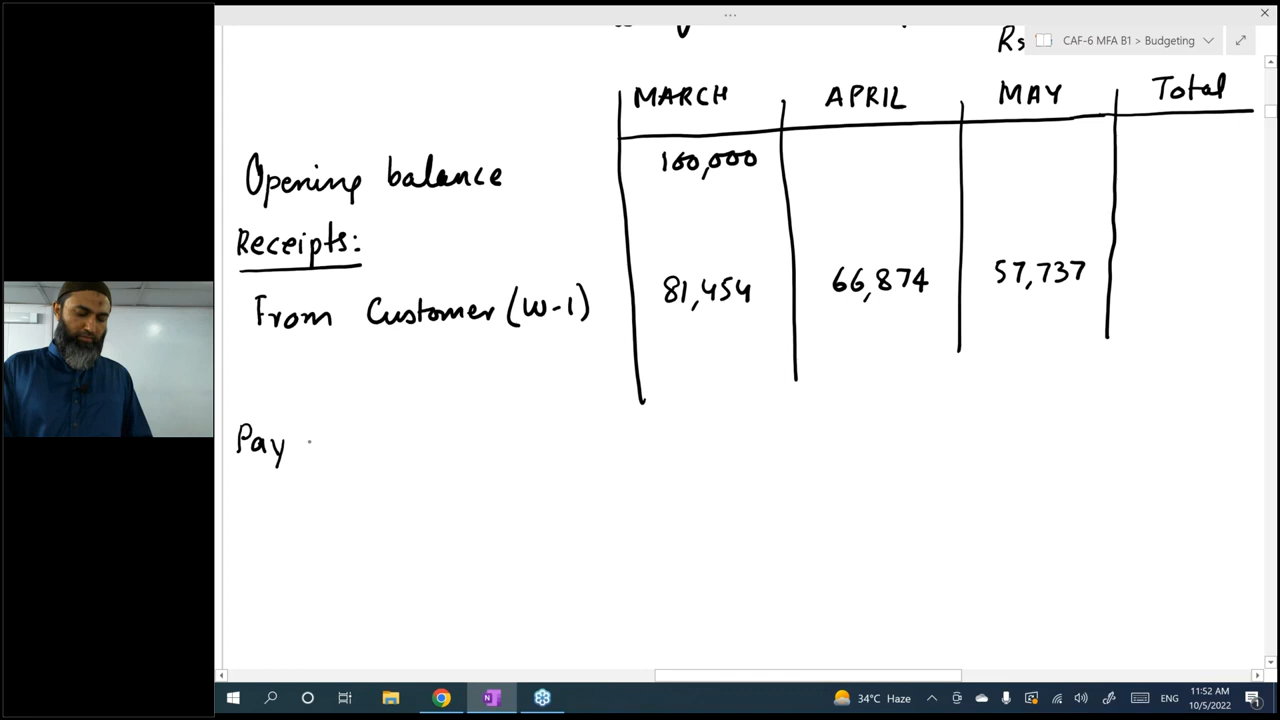 Rs
CAF-6 MFA B1 > Budgeting
MARCH APRIL MAY Total
Opening balance 100,000
Receipts:
From Customer (W-1) 81,454 66,874 57,737
Pay
34°C Haze
ENG
11:52 AM
10/5/2022